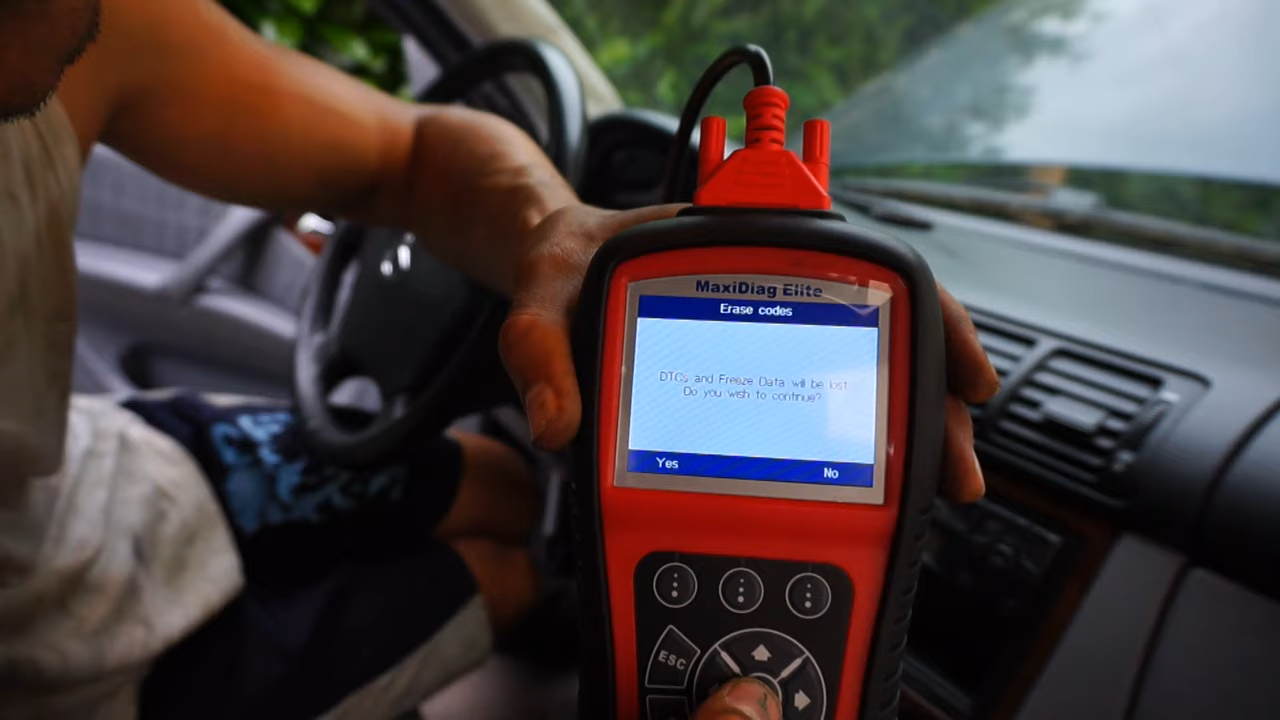 MaxiDiag Elite
Erase codes
DTCs and Freeze Data will be lost
Do you wish to continue?
Yes No
ESC